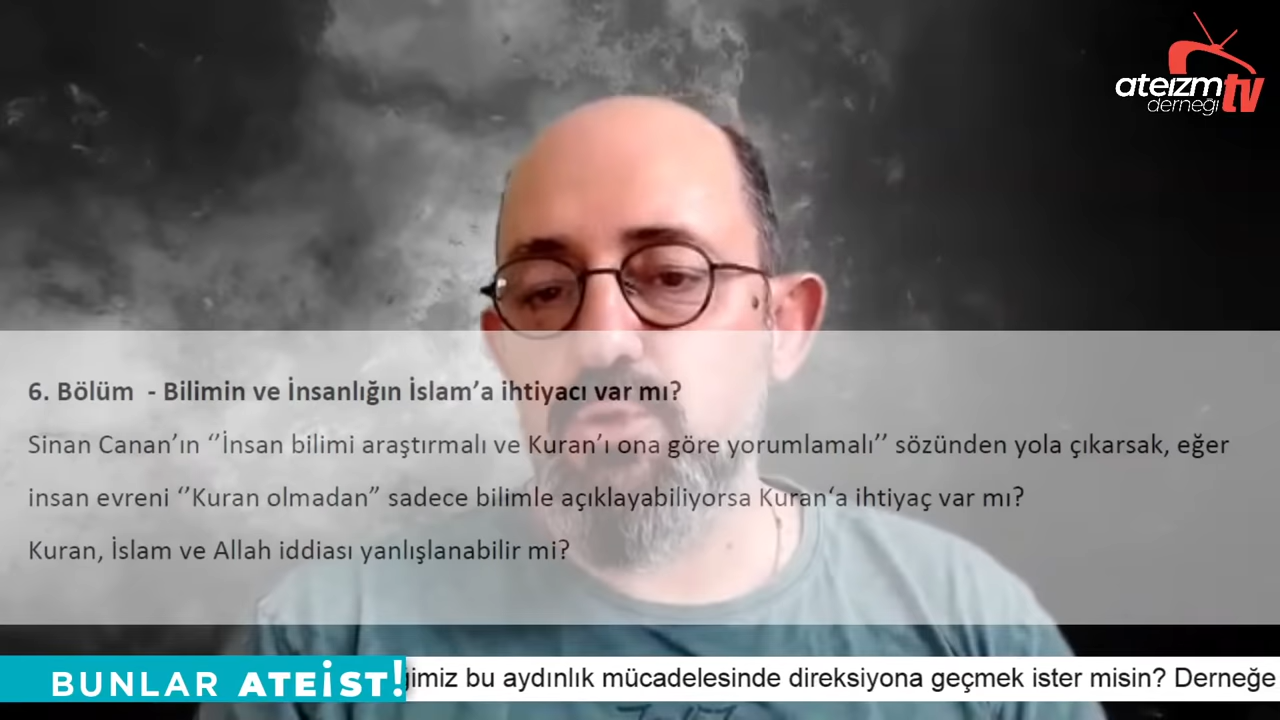 ateizm
derneği tv
6. Bölüm  - Bilimin ve İnsanlığın İslam’a ihtiyacı var mı?
Sinan Canan’ın ‘’İnsan bilimi araştırmalı ve Kuran’ı ona göre yorumlamalı’’ sözünden yola çıkarsak, eğer
insan evreni ‘’Kuran olmadan” sadece bilimle açıklayabiliyorsa Kuran‘a ihtiyaç var mı?
Kuran, İslam ve Allah iddiası yanlışlanabilir mi?
BUNLAR ATEİST!
ğimiz bu aydınlık mücadelesinde direksiyona geçmek ister misin? Derneğe